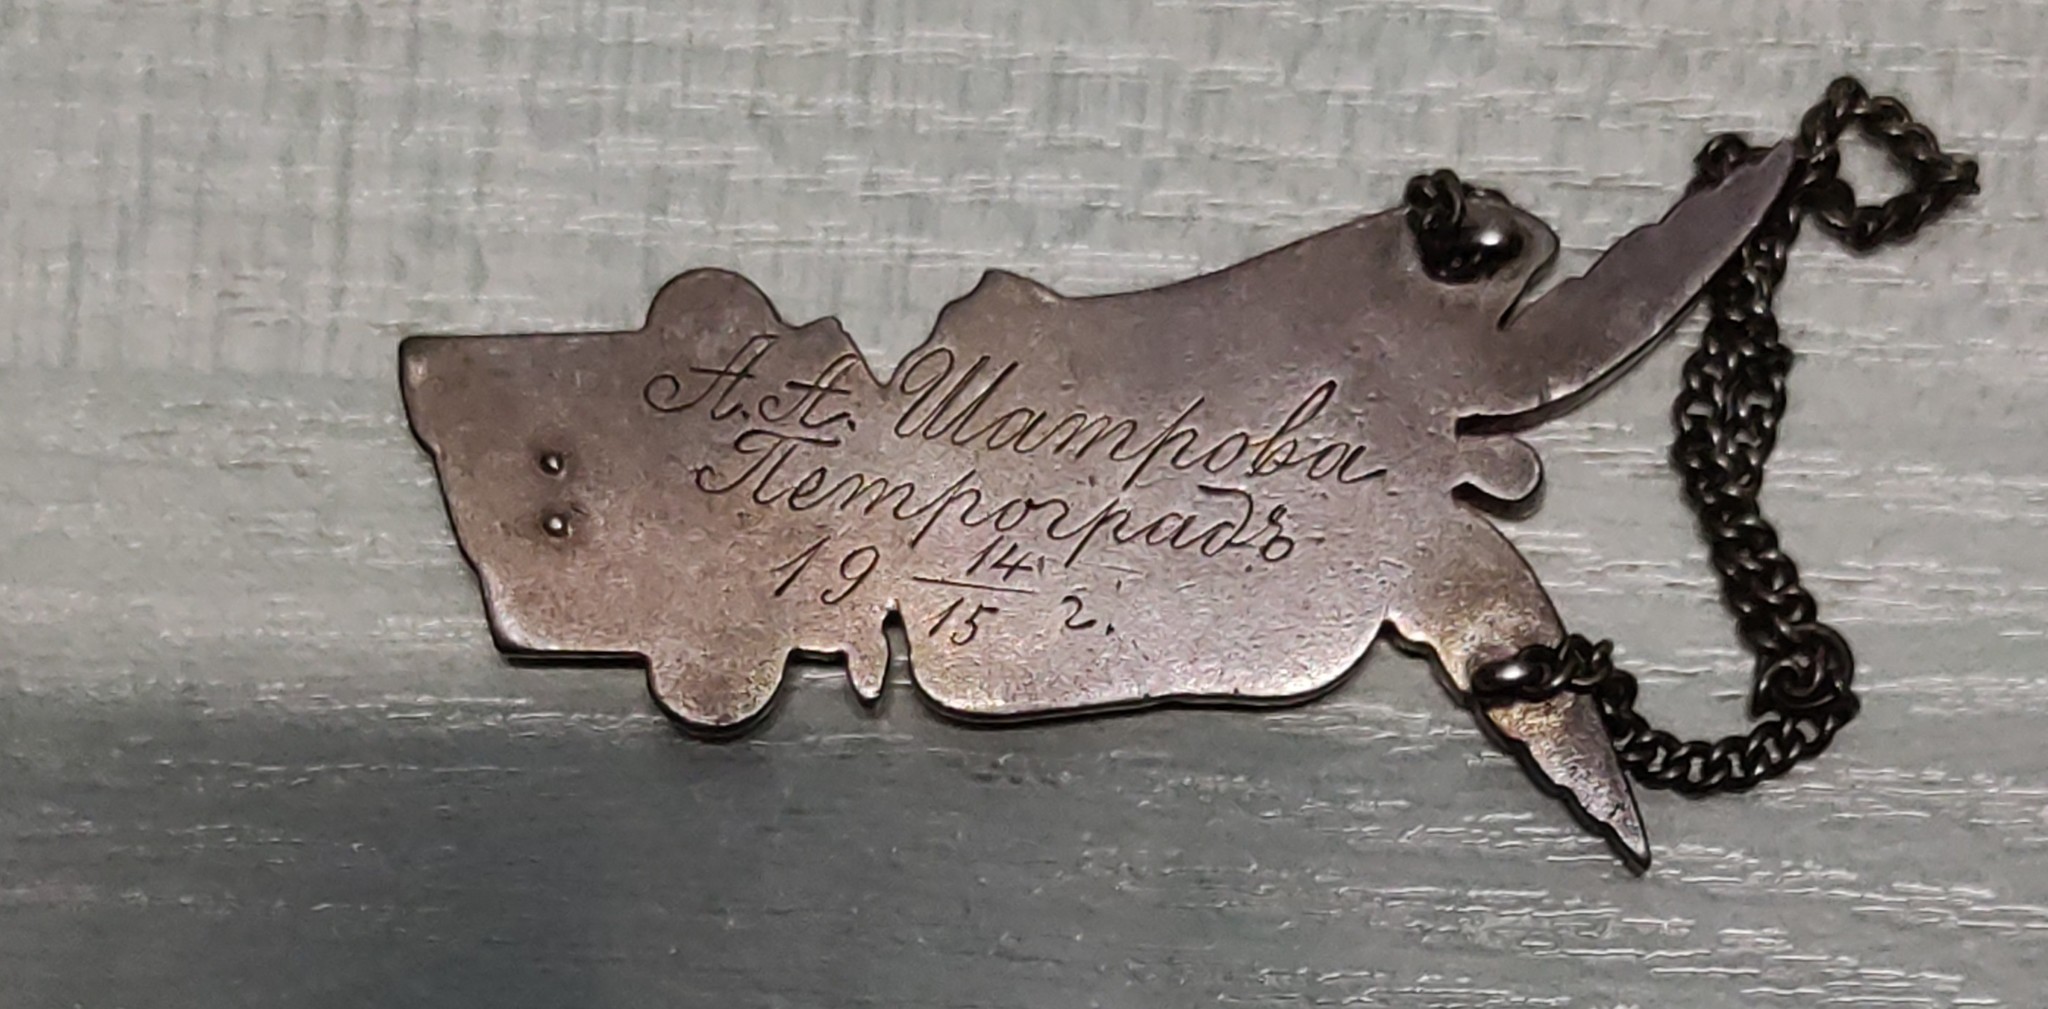 А. А. Шатрова
Петроградъ
19 14/15 г.